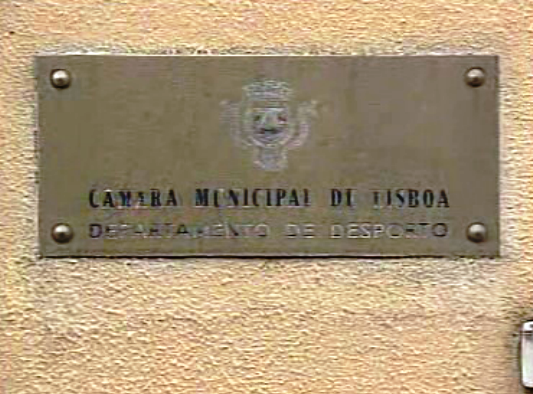 CAMARA MUNICIPAL DE LISBOA
DEPARTAMENTO DE DESPORTO